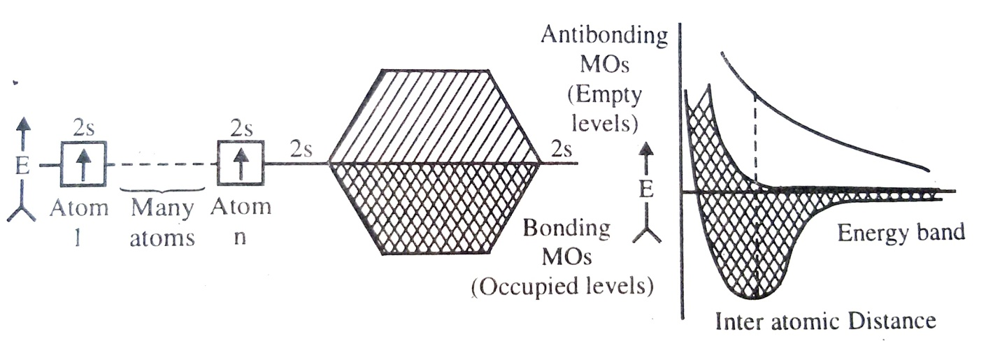 2s
2s
E
Atom
1
Many
atoms
Atom
n
2s
2s
Antibonding
MOs
(Empty
levels)
Bonding
MOs
(Occupied levels)
E
Energy band
Inter atomic Distance